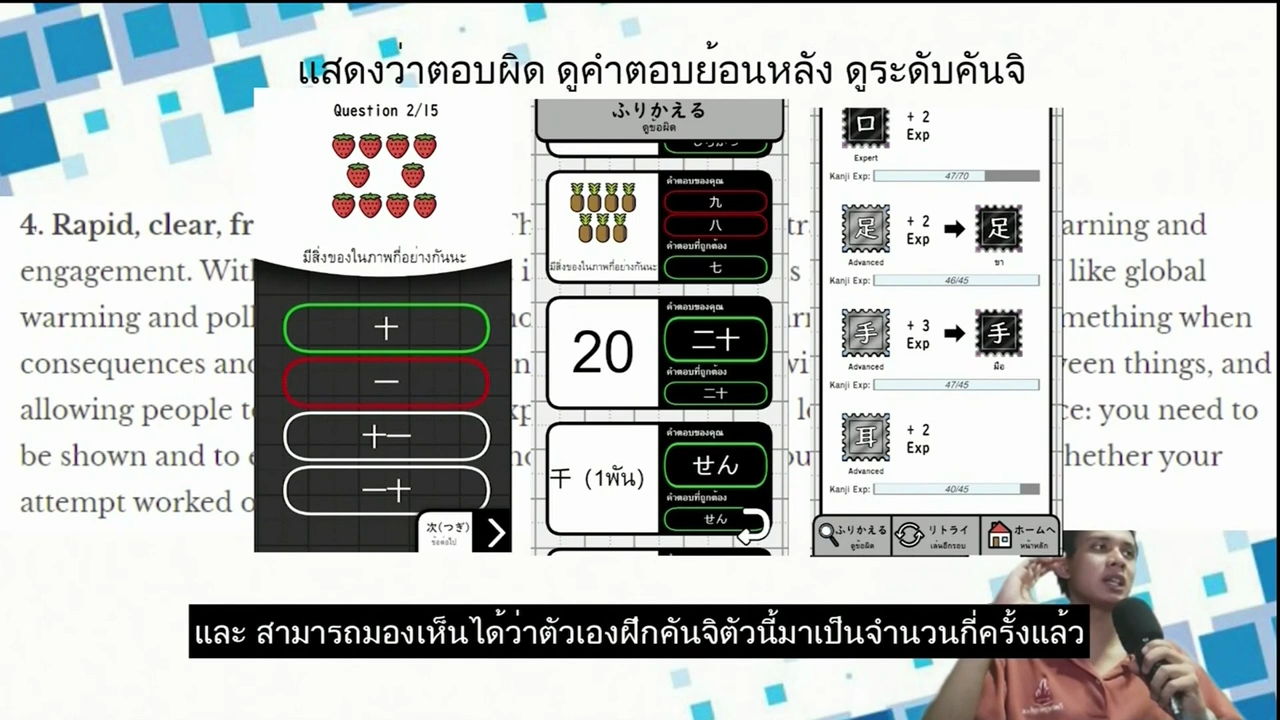 แสดงว่าตอบผิด ดูคำตอบย้อนหลัง ดูระดับคันจิ
Question 2/15
มีสิ่งของในภาพกี่อย่างกันนะ
十
一
十一
一十
次(つぎ)
ข้อต่อไป
ふりかえる
ดูข้อผิด
คำตอบของคุณ
九
八
คำตอบที่ถูกต้อง
七
มีสิ่งของในภาพกี่อย่างกันนะ
20
คำตอบของคุณ
二十
คำตอบที่ถูกต้อง
二十
千 (1พัน)
คำตอบของคุณ
せん
คำตอบที่ถูกต้อง
せん
口
+ 2
Exp
Expert
Kanji Exp: 47/70
足
+ 2
Exp
足
Advanced
ขา
Kanji Exp: 46/45
手
+ 3
Exp
手
Advanced
มือ
Kanji Exp: 47/45
耳
+ 2
Exp
Advanced
Kanji Exp: 40/45
ふりかえる
ดูข้อผิด
リトライ
เล่นอีกรอบ
ホームへ
หน้าหลัก
4. Rapid, clear, fr
arning and
engagement. With
like global
warming and poll
mething when
consequences and
een things, and
allowing people t
ce: you need to
be shown and to e
hether your
attempt worked o
และ สามารถมองเห็นได้ว่าตัวเองฝึกคันจิตัวนี้มาเป็นจำนวนกี่ครั้งแล้ว